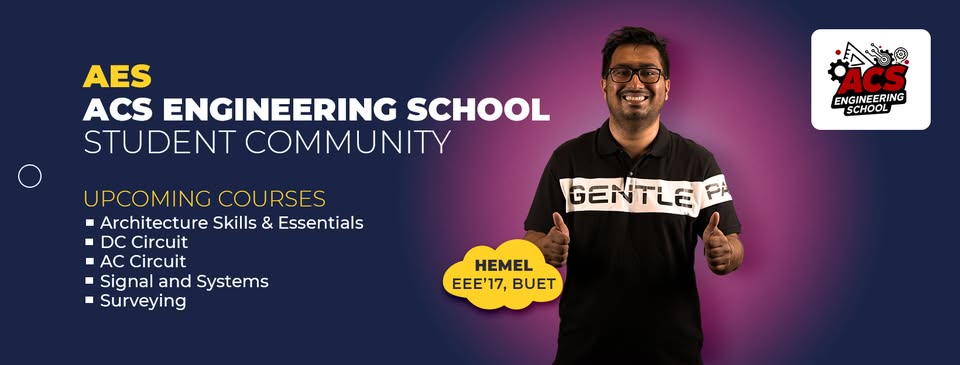 AES
ACS ENGINEERING SCHOOL
STUDENT COMMUNITY
UPCOMING COURSES
Architecture Skills & Essentials
DC Circuit
AC Circuit
Signal and Systems
Surveying
GENTLE PA
HEMEL
EEE'17, BUET
ACS
ENGINEERING
SCHOOL